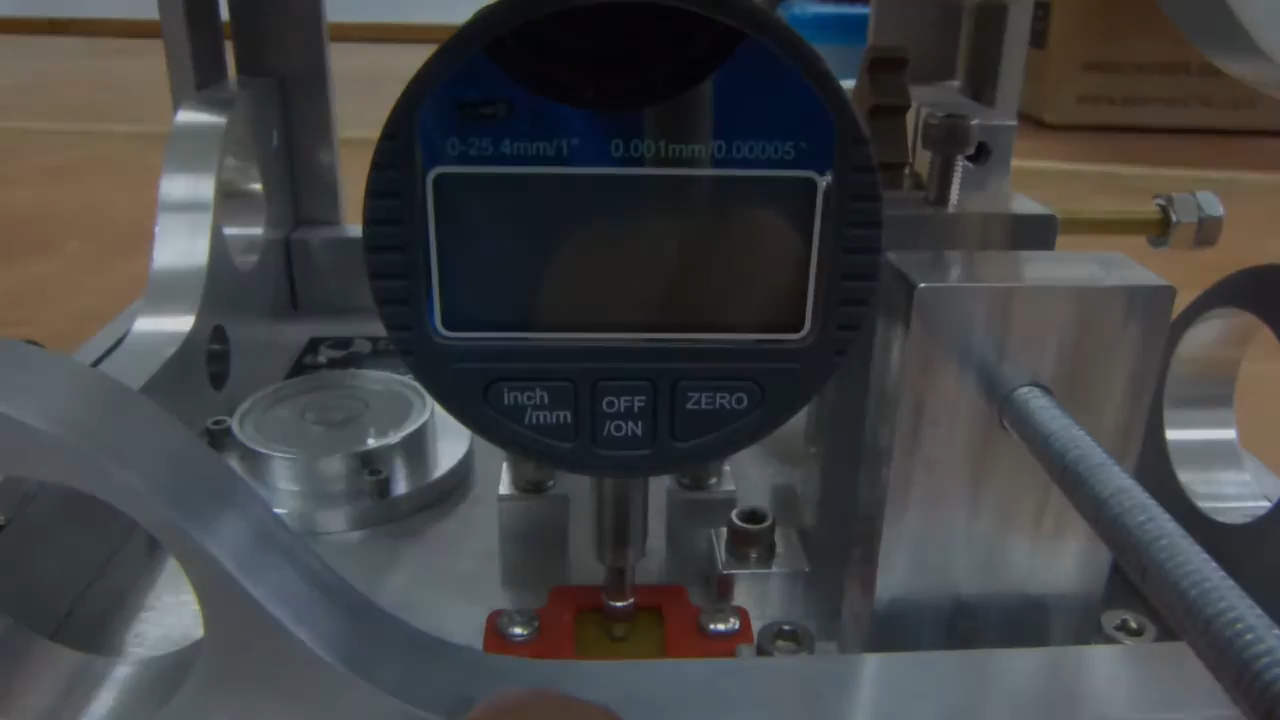 0-25.4mm/1" 0.001mm/0.00005"
inch
/mm
OFF
/ON
ZERO